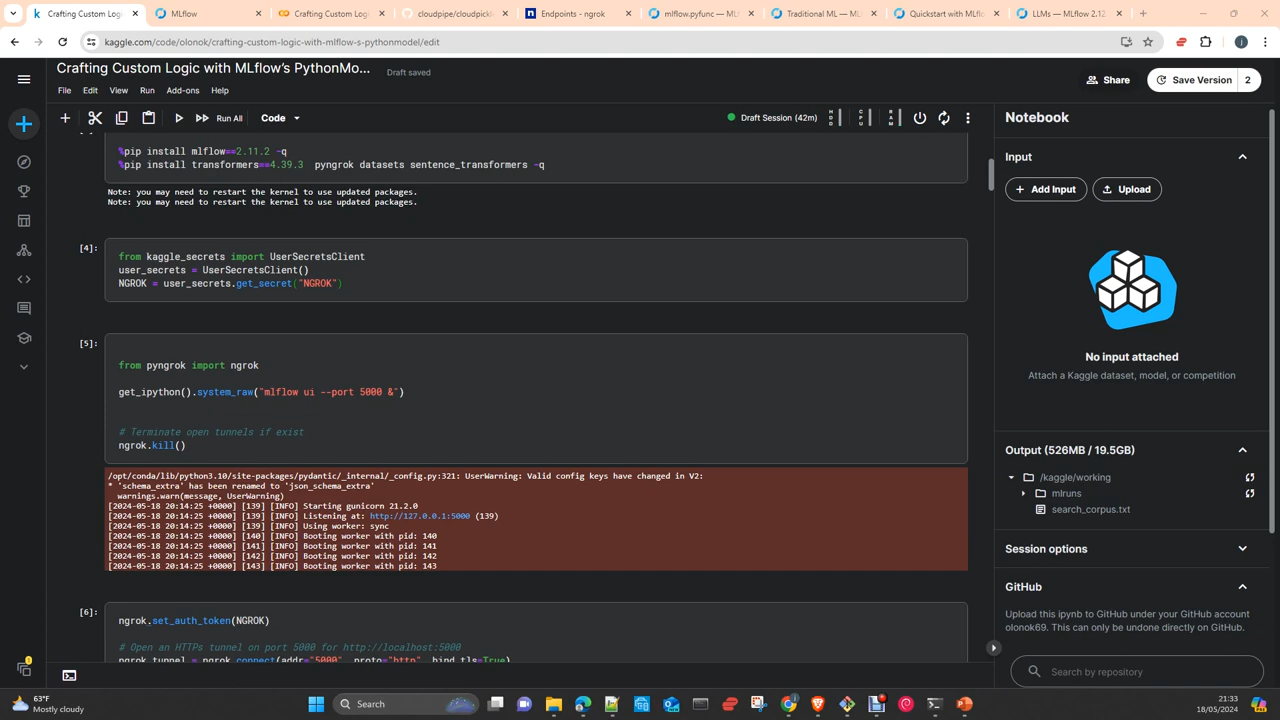 Crafting Custom Logic
MLflow
Crafting Custom Logi
cloudpipe/cloudpickl
Endpoints - ngrok
mlflow.pyfunc — MLf
Traditional ML — ML
Quickstart with MLflo
LLMs — MLflow 2.12
kaggle.com/code/olonok/crafting-custom-logic-with-mlflow-s-pythonmodel/edit
Crafting Custom Logic with MLflow's PythonMo...
Draft saved
Share
Save Version
2
File Edit View Run Add-ons Help
Run All
Code
Draft Session (42m)
HDD
CPU
RAM
Notebook
%pip install mlflow==2.11.2 -q
%pip install transformers==4.39.3  pyngrok datasets sentence_transformers -q
Note: you may need to restart the kernel to use updated packages.
Note: you may need to restart the kernel to use updated packages.
[4]:
from kaggle_secrets import UserSecretsClient
user_secrets = UserSecretsClient()
NGROK = user_secrets.get_secret("NGROK")
[5]:
from pyngrok import ngrok
get_ipython().system_raw("mlflow ui --port 5000 &")
# Terminate open tunnels if exist
ngrok.kill()
/opt/conda/lib/python3.10/site-packages/pydantic/_internal/_config.py:321: UserWarning: Valid config keys have changed in V2:
* 'schema_extra' has been renamed to 'json_schema_extra'
warnings.warn(message, UserWarning)
[2024-05-18 20:14:25 +0000] [139] [INFO] Starting gunicorn 21.2.0
[2024-05-18 20:14:25 +0000] [139] [INFO] Listening at: http://127.0.0.1:5000 (139)
[2024-05-18 20:14:25 +0000] [139] [INFO] Using worker: sync
[2024-05-18 20:14:25 +0000] [140] [INFO] Booting worker with pid: 140
[2024-05-18 20:14:25 +0000] [141] [INFO] Booting worker with pid: 141
[2024-05-18 20:14:25 +0000] [142] [INFO] Booting worker with pid: 142
[2024-05-18 20:14:25 +0000] [143] [INFO] Booting worker with pid: 143
[6]:
ngrok.set_auth_token(NGROK)
# Open an HTTPs tunnel on port 5000 for http://localhost:5000
ngrok_tunnel = ngrok.connect(addr="5000", proto="http", bind_tls=True)
Input
Add Input
Upload
No input attached
Attach a Kaggle dataset, model, or competition
Output (526MB / 19.5GB)
/kaggle/working
mlruns
search_corpus.txt
Session options
GitHub
Upload this ipynb to GitHub under your GitHub account
olonok69. This can only be undone directly on GitHub.
Search by repository
63°F
Mostly cloudy
Search
21:33
18/05/2024